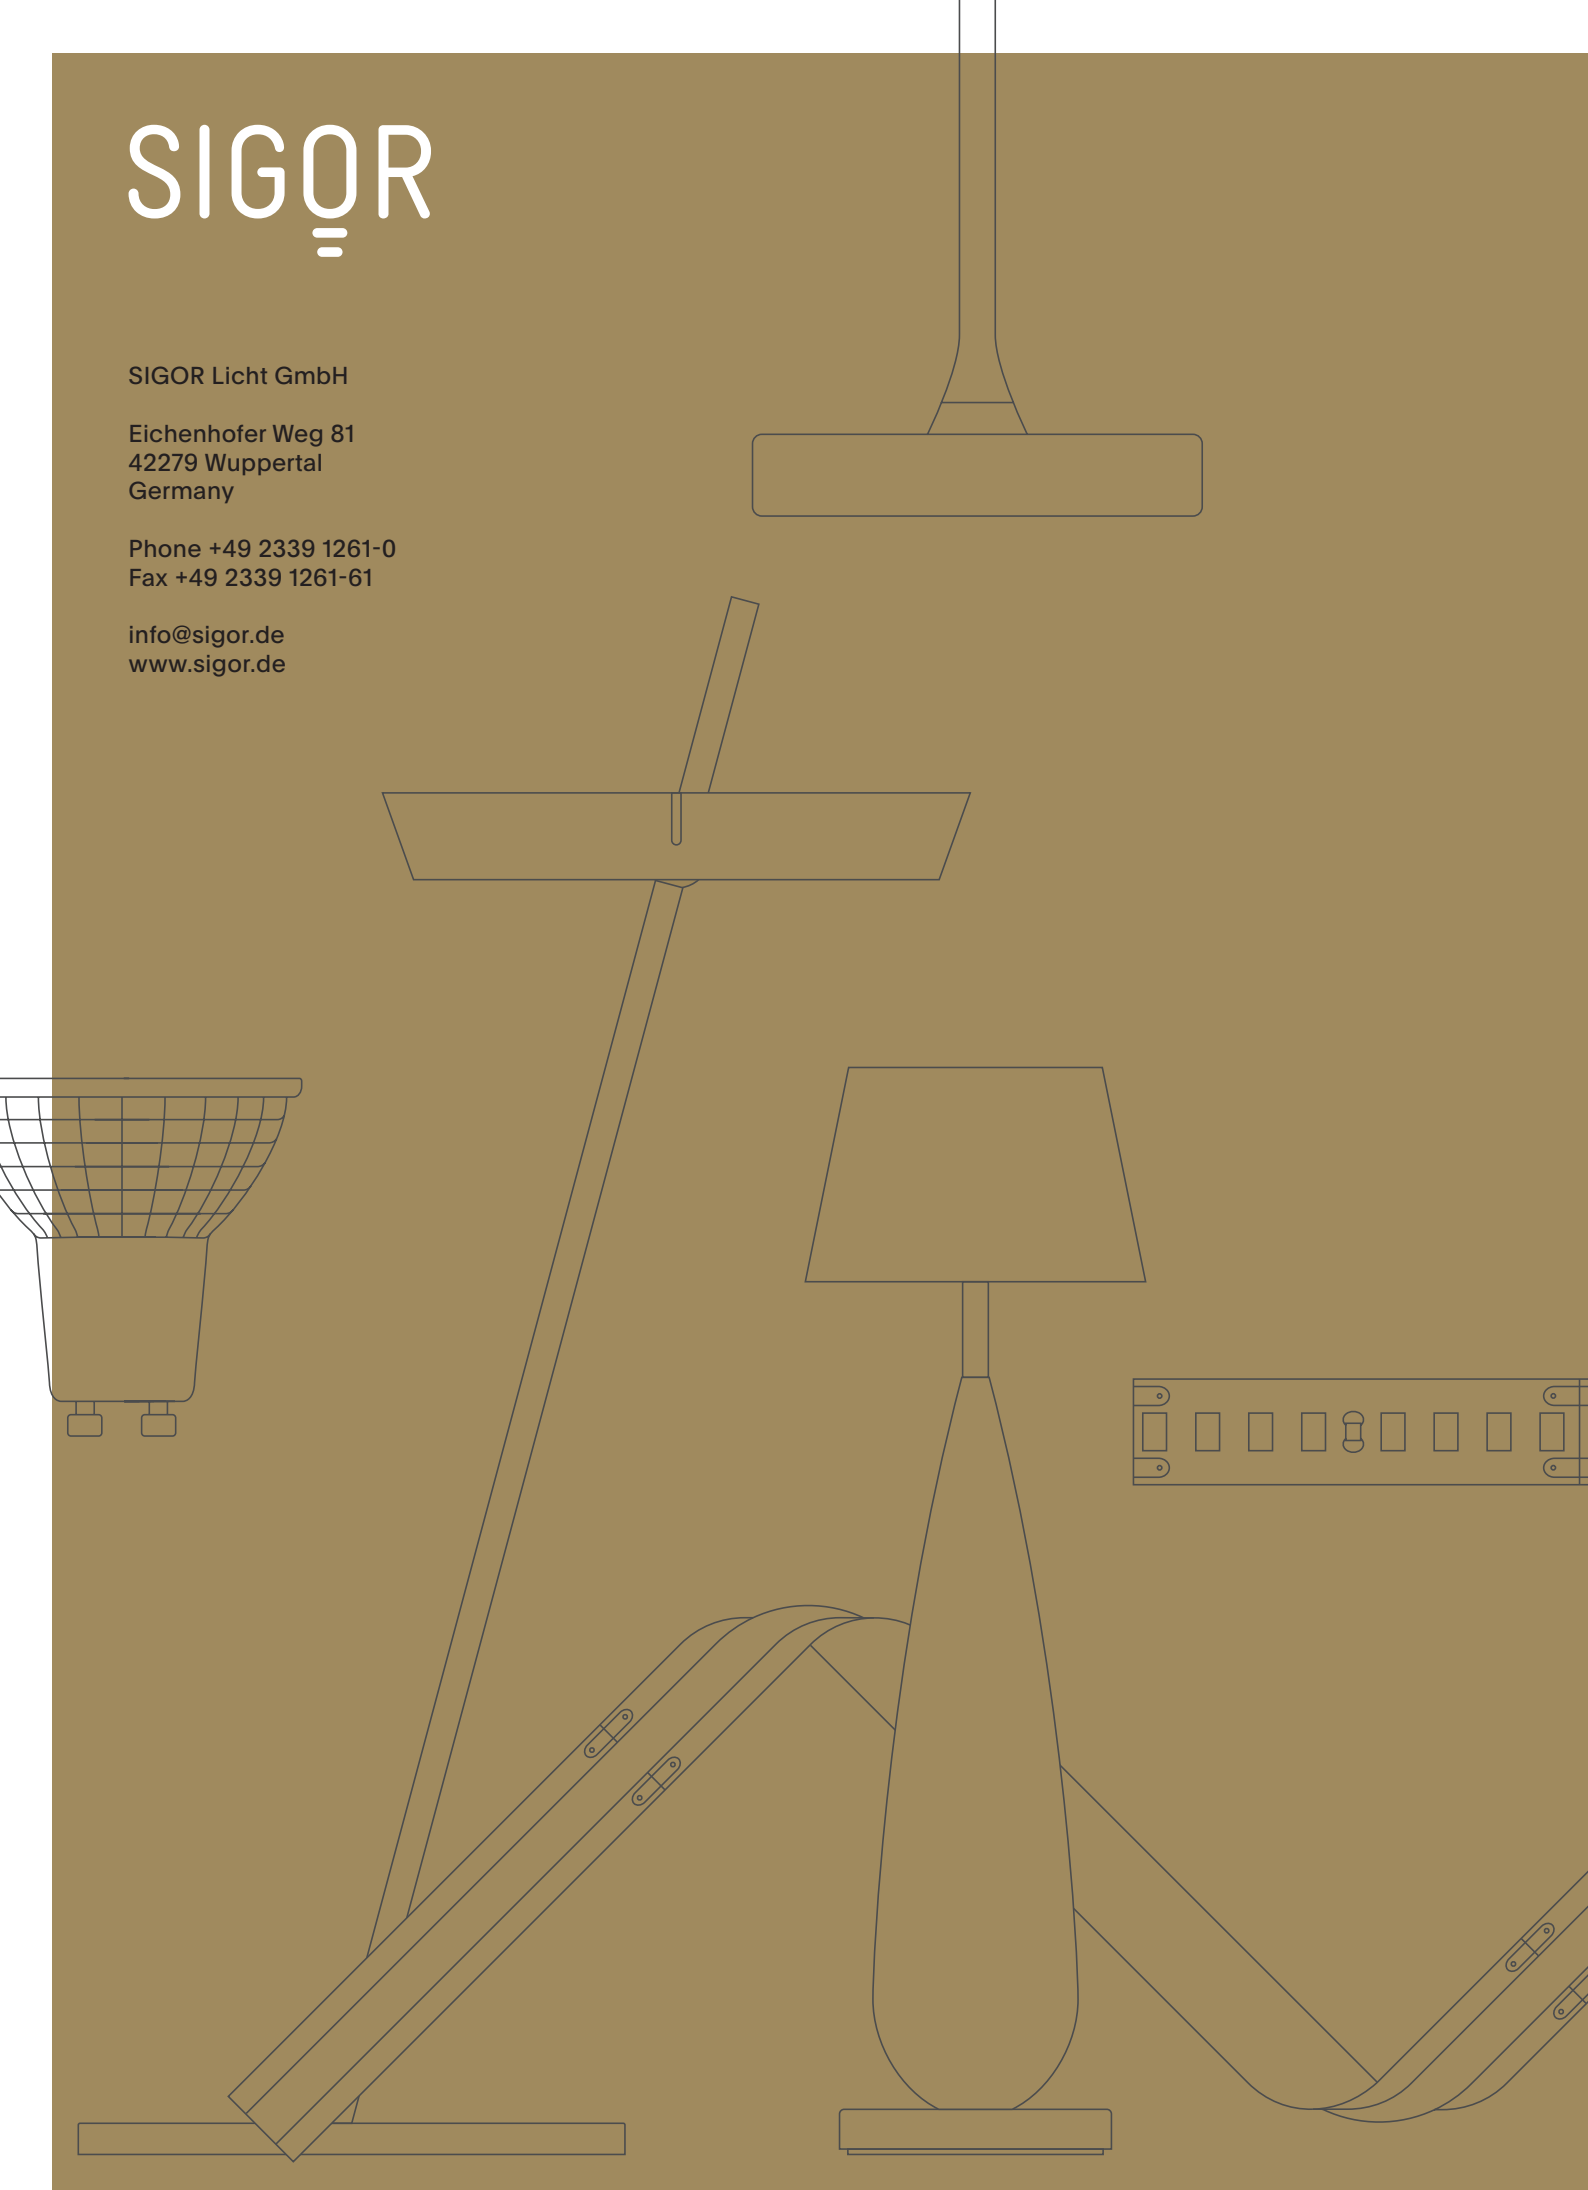 SIGOR
SIGOR Licht GmbH
Eichenhofer Weg 81
42279 Wuppertal
Germany
Phone +49 2339 1261-0
Fax +49 2339 1261-61
info@sigor.de
www.sigor.de